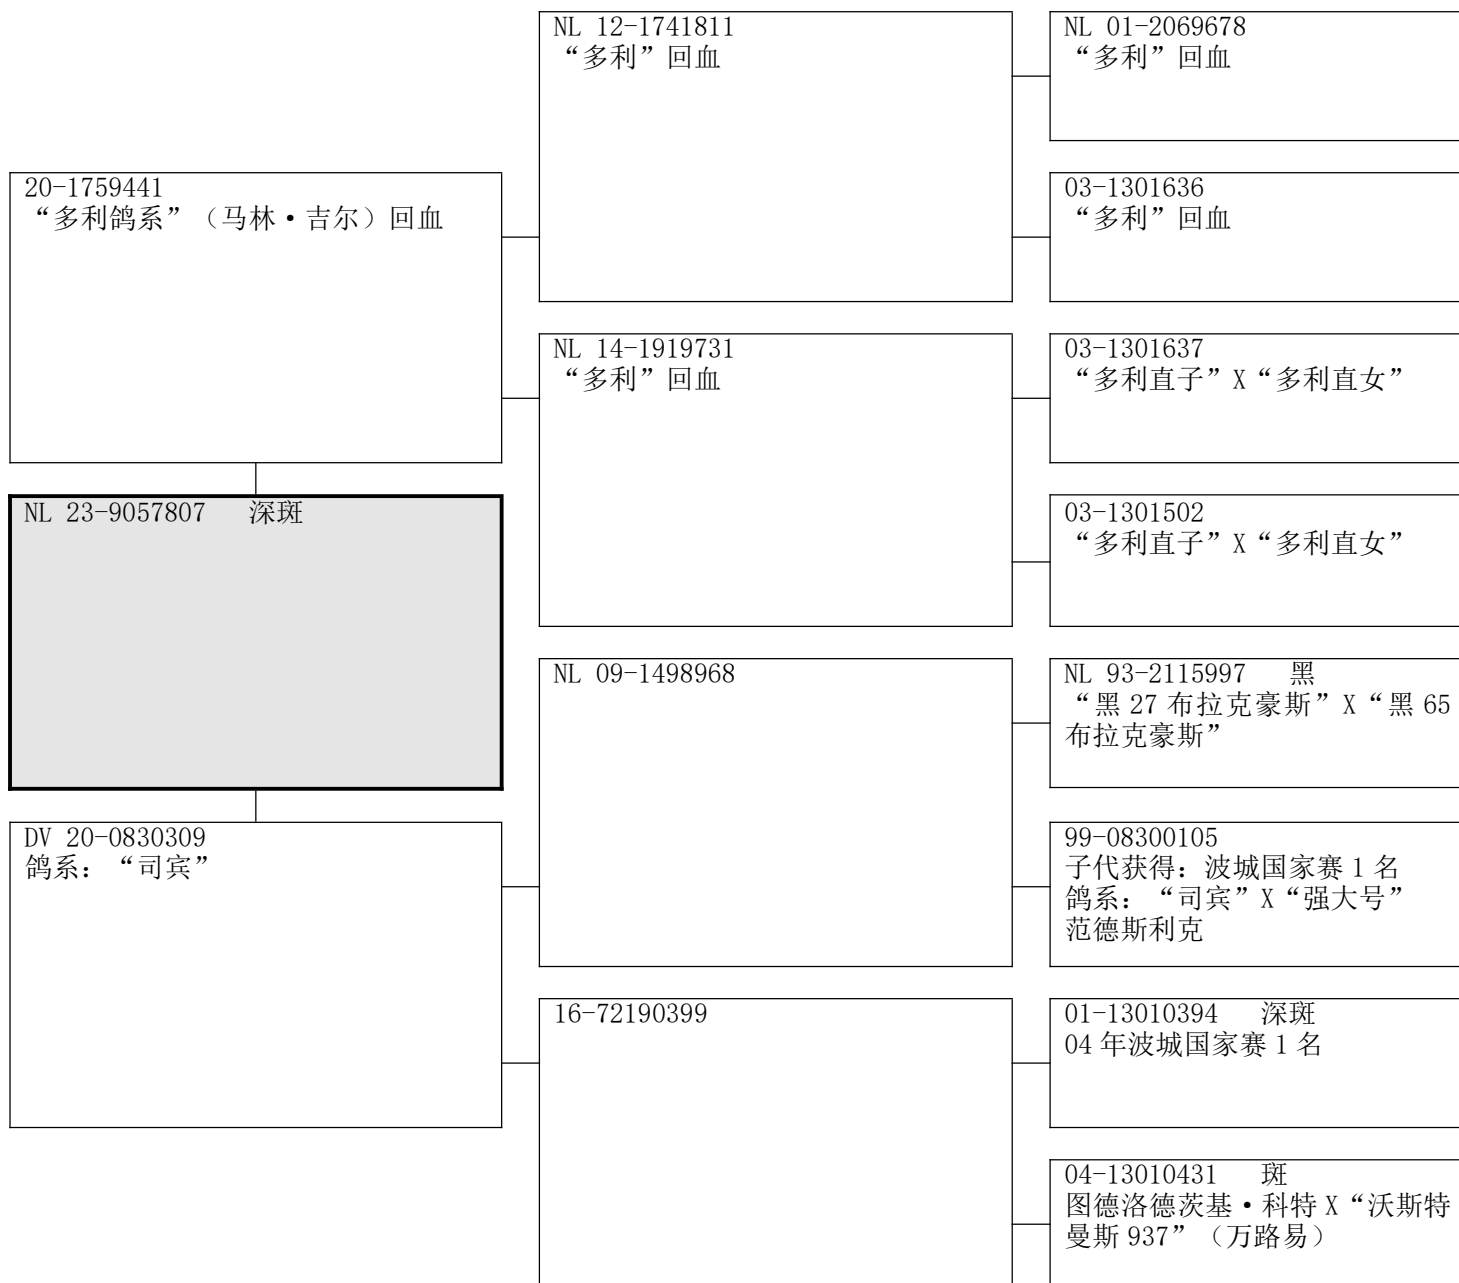 NL 12-1741811
“多利”回血
NL 01-2069678
“多利”回血
03-1301636
“多利”回血
20-1759441
“多利鸽系”（马林·吉尔）回血
NL 14-1919731
“多利”回血
03-1301637
“多利直子”X“多利直女”
03-1301502
“多利直子”X“多利直女”
NL 23-9057807 深斑
NL 09-1498968
NL 93-2115997 黑
“黑 27 布拉克豪斯”X“黑 65
布拉克豪斯”
99-08300105
子代获得：波城国家赛 1 名
鸽系：“司宾”X“强大号”
范德斯利克
DV 20-0830309
鸽系：“司宾”
16-72190399
01-13010394 深斑
04 年波城国家赛 1 名
04-13010431 斑
图德洛德茨基·科特 X“沃斯特
曼斯 937”（万路易）